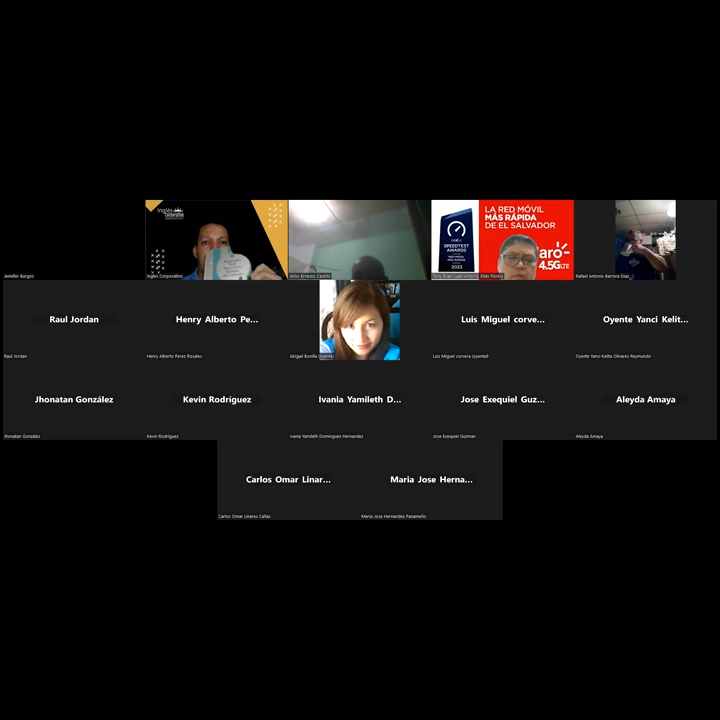 Jennifer Burgos
Inglés
corporativo
Inglés Corporativo
Atilio Ernesto Castillo
LA RED MÓVIL
MÁS RÁPIDA
DE EL SALVADOR
SPEEDTEST
AWARDS
2022
aro
4.5G LTE
Rafael Antonio Barrera Diaz
Raul Jordan
Raul Jordan
Henry Alberto Pe...
Henry Alberto Perez Rosales
Abigail Bonilla (oyente)
Luis Miguel corve...
Luis Miguel corvera (oyente)
Oyente Yanci Kelit...
Oyente Yanci Kelita Olivares Reymundo
Jhonatan González
Jhonatan González
Kevin Rodríguez
Kevin Rodríguez
Ivania Yamileth D...
Ivania Yamileth Dominguez Hernandez
Jose Exequiel Guz...
Jose Exequiel Guzman
Aleyda Amaya
Aleyda Amaya
Carlos Omar Linar...
Carlos Omar Linares Cañas
Maria Jose Herna...
Maria Jose Hernandez Panameño